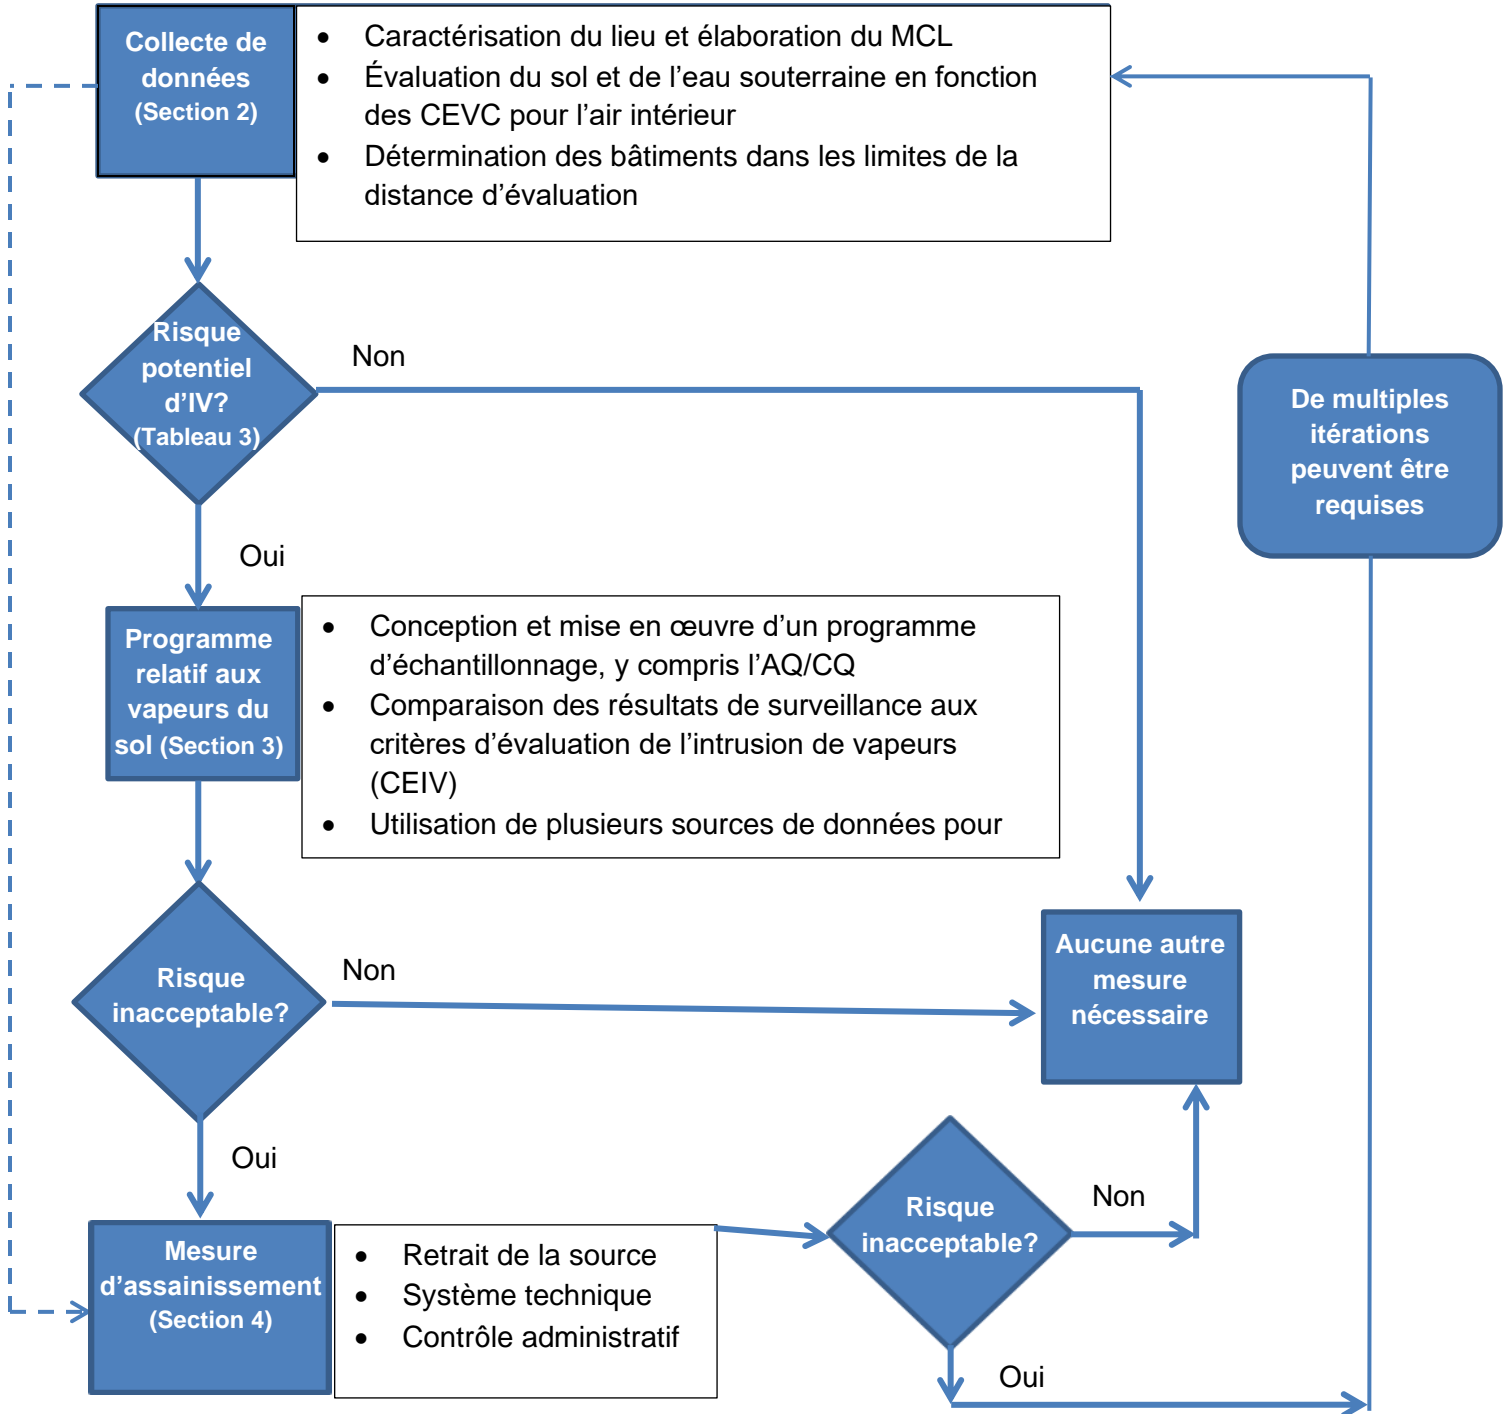 Collecte de
données
(Section 2)
• Caractérisation du lieu et élaboration du MCL
• Évaluation du sol et de l'eau souterraine en fonction
des CEVC pour l'air intérieur
• Détermination des bâtiments dans les limites de la
distance d'évaluation
Risque
potentiel
d'IV?
(Tableau 3)
Non
De multiples
itérations
peuvent être
requises
Oui
Programme
relatif aux
vapeurs du
sol (Section 3)
• Conception et mise en œuvre d'un programme
d'échantillonnage, y compris l'AQ/CQ
• Comparaison des résultats de surveillance aux
critères d'évaluation de l'intrusion de vapeurs
(CEIV)
• Utilisation de plusieurs sources de données pour
Risque
inacceptable?
Non
Aucune autre
mesure
nécessaire
Oui
Mesure
d'assainissement
(Section 4)
• Retrait de la source
• Système technique
• Contrôle administratif
Risque
inacceptable?
Non
Oui